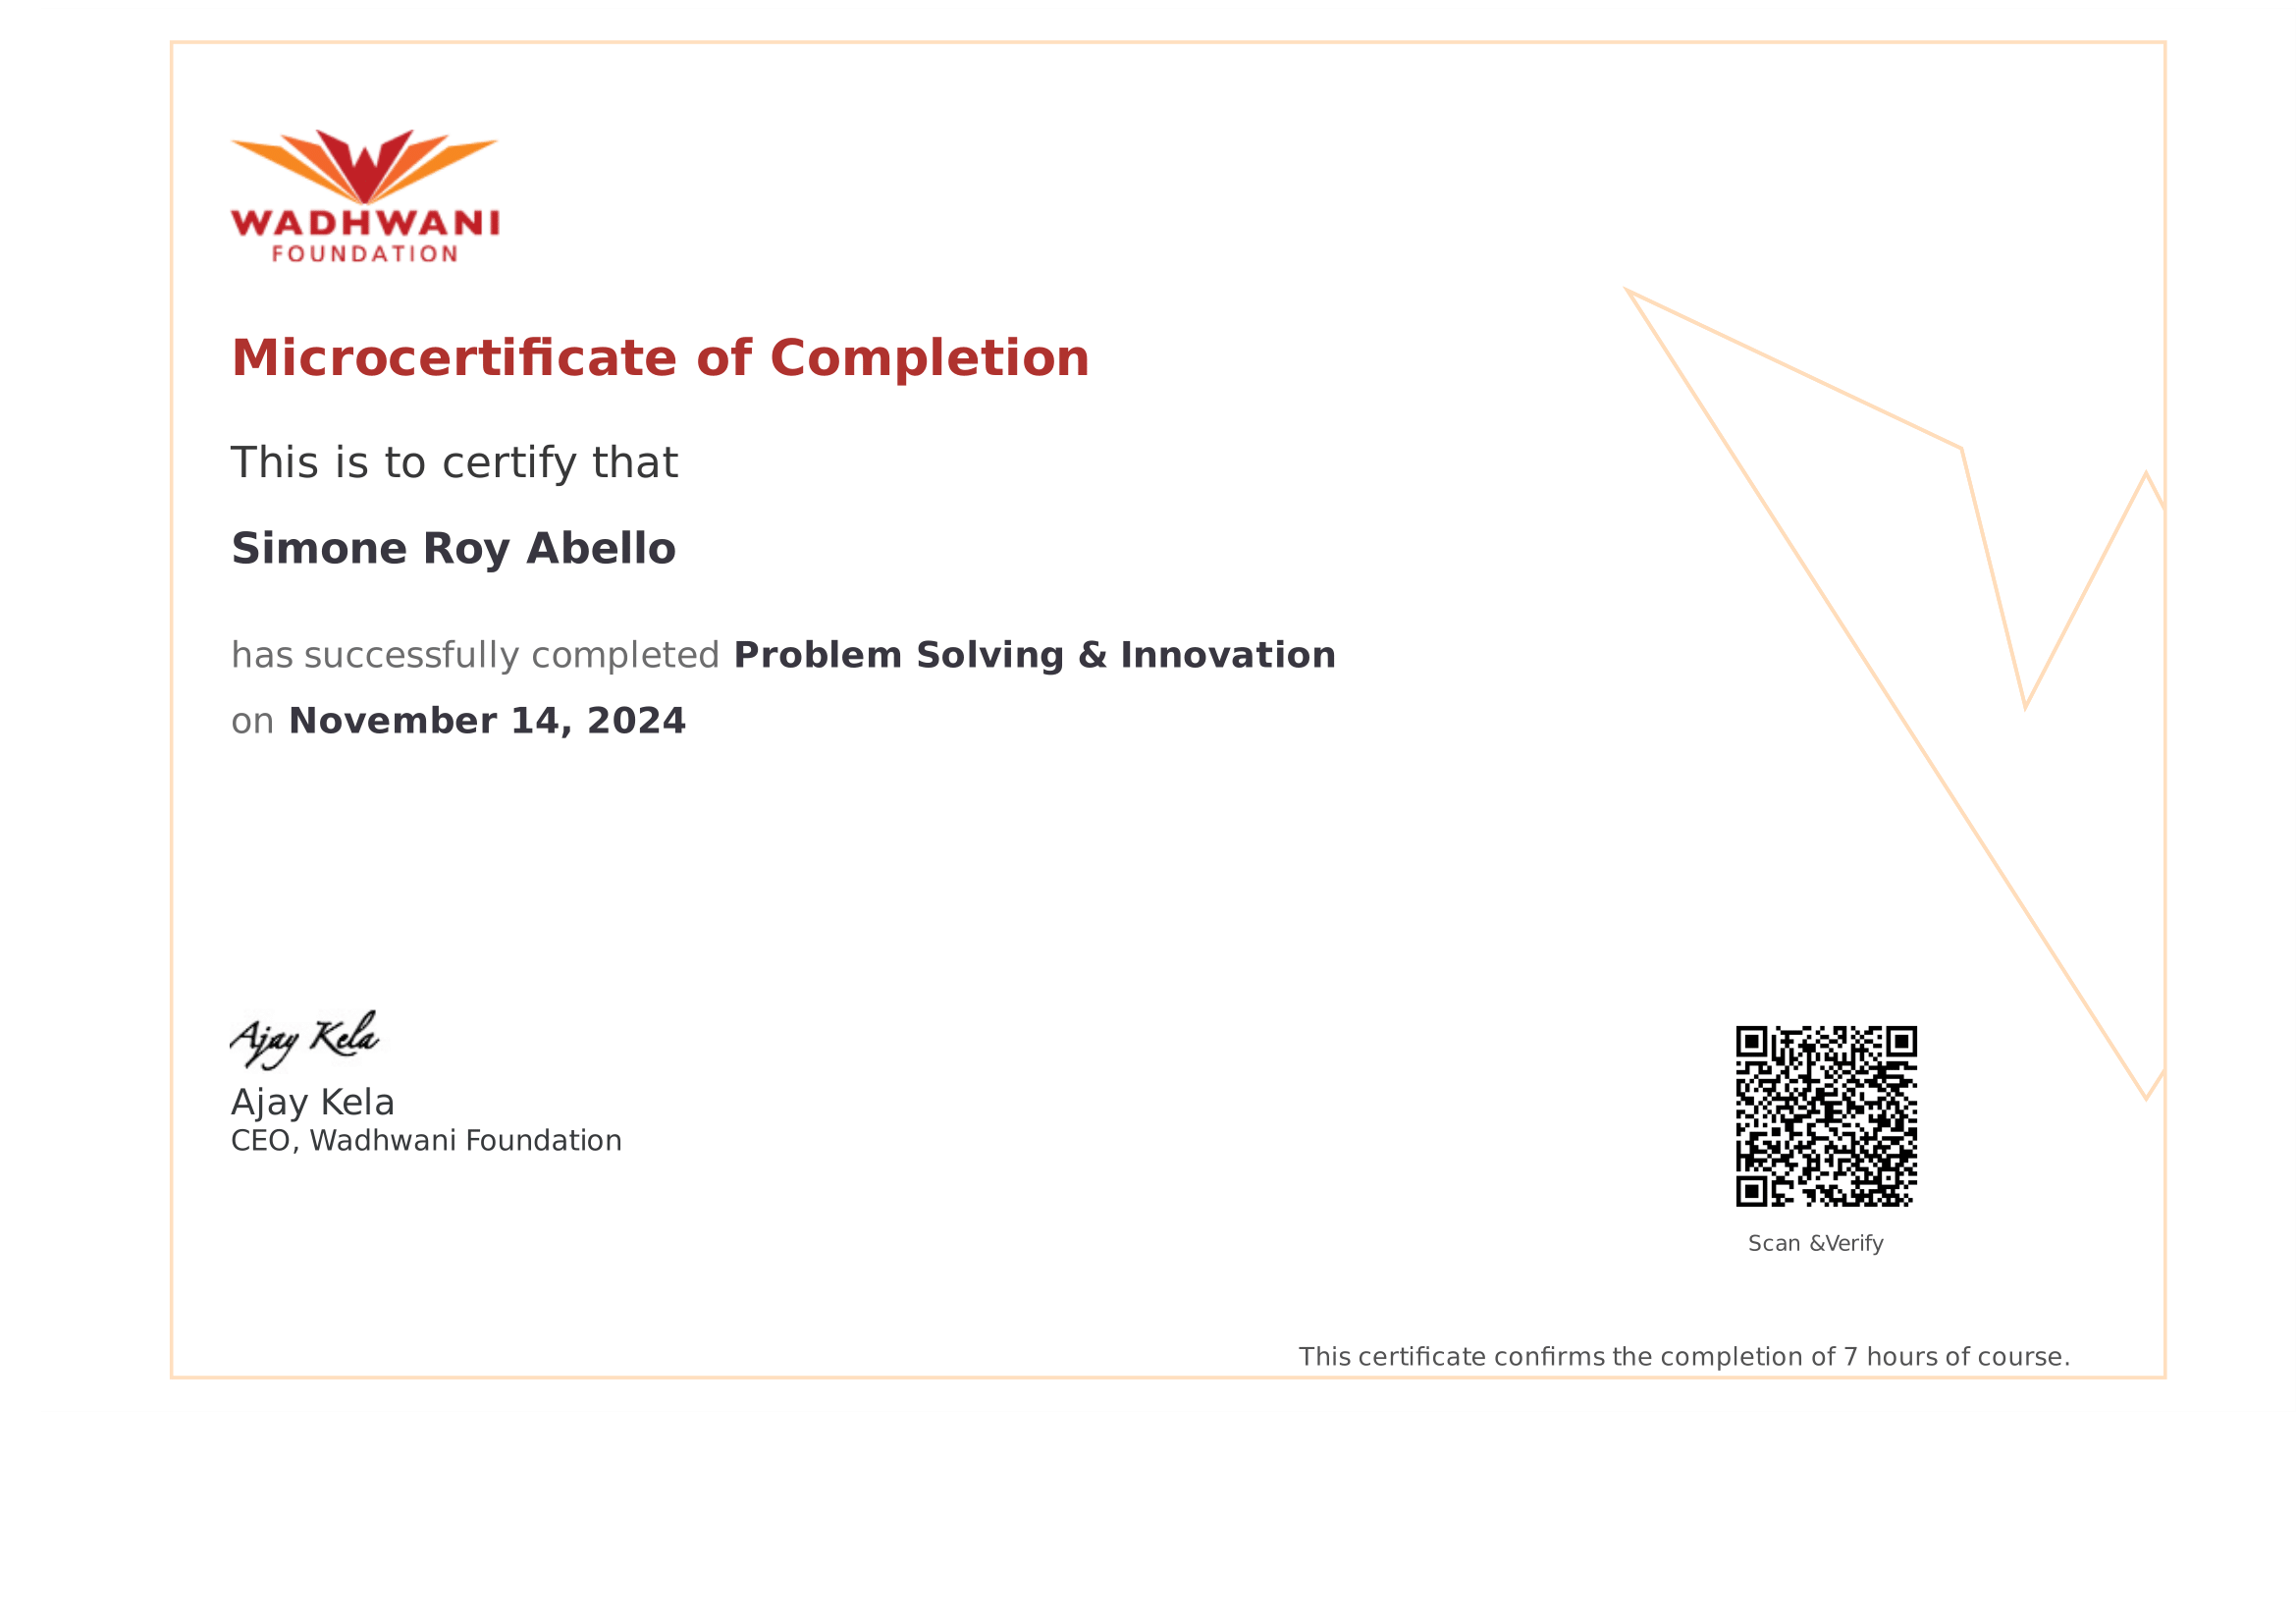 WADHWANI
FOUNDATION
Microcertificate of Completion
This is to certify that
Simone Roy Abello
has successfully completed Problem Solving & Innovation
on November 14, 2024
Ajay Kela
Ajay Kela
CEO, Wadhwani Foundation
Scan &Verify
This certificate confirms the completion of 7 hours of course.